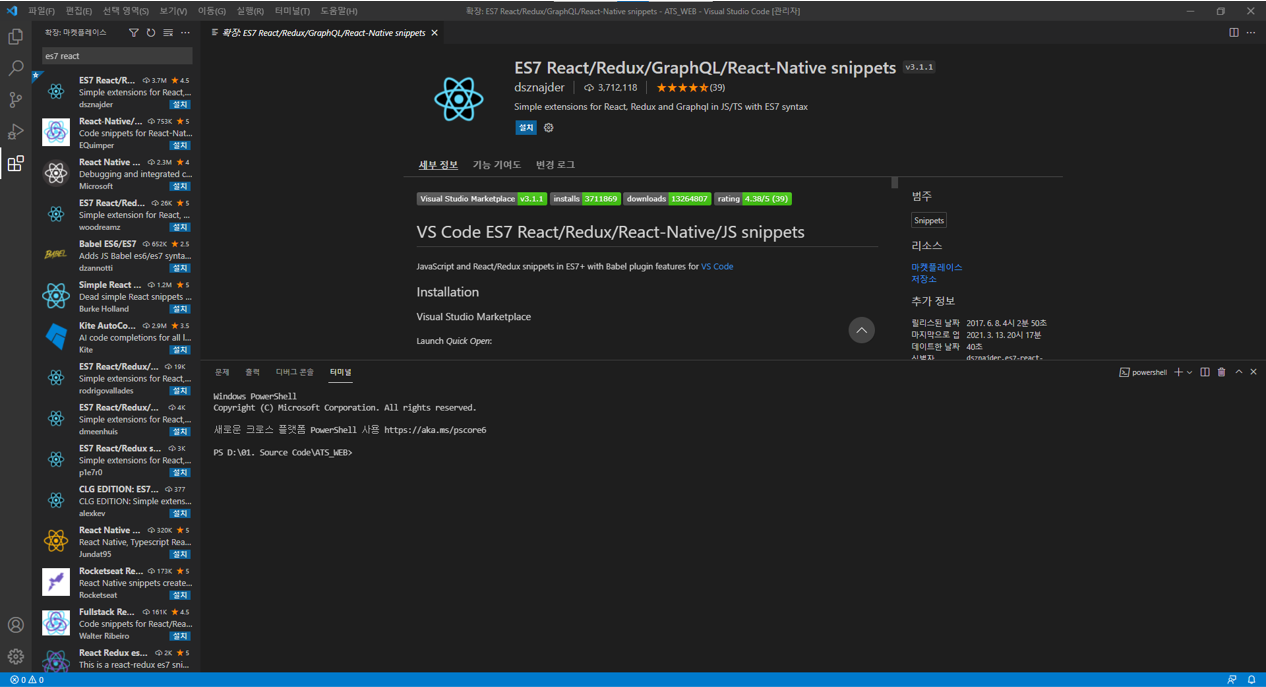 파일(F) 편집(E) 선택 영역(S) 보기(V) 이동(G) 실행(R) 터미널(T) 도움말(H)
확장: ES7 React/Redux/GraphQL/React-Native snippets - ATS_WEB - Visual Studio Code [관리자]
확장: 마켓플레이스
es7 react
ES7 React/R... 3.7M ★ 4.5
Simple extensions for React,...
dsznajder 설치
React-Native/... 753K ★ 5
Code snippets for React-Nat...
EQuimper 설치
React Native ... 2.3M ★ 4
Debugging and integrated c...
Microsoft 설치
ES7 React/Red... 26K ★ 5
Simple extension for React, ...
woodreamz 설치
BABEL
Babel ES6/ES7 652K ★ 2.5
Adds JS Babel es6/es7 synta...
dzannotti 설치
Simple React ... 1.2M ★ 5
Dead simple React snippets ...
Burke Holland 설치
Kite AutoCo... 2.9M ★ 3.5
AI code completions for all l...
Kite 설치
ES7 React/Redux/... 19K
Simple extensions for React,...
rodrigovallades 설치
ES7 React/Redux/... 4K
Simple extensions for React,...
dmeenhuis 설치
ES7 React/Redux s... 3K
Simple extensions for React,...
p1e7r0 설치
CLG EDITION: ES7... 377
CLG EDITION: Simple extens...
alexkev 설치
React Native ... 320K ★ 5
React Native, Typescript Rea...
Jundat95 설치
Rocketseat Re... 173K ★ 5
React Native snippets create...
Rocketseat 설치
Fullstack Re... 161K ★ 4.5
Code snippets for React/Rea...
Walter Ribeiro 설치
React Redux es... 2K ★ 5
This is a react-redux es7 sni...
확장: ES7 React/Redux/GraphQL/React-Native snippets
ES7 React/Redux/GraphQL/React-Native snippets v3.1.1
dsznajder 3,712,118 (39)
Simple extensions for React, Redux and Graphql in JS/TS with ES7 syntax
설치
세부 정보 기능 기여도 변경 로그
Visual Studio Marketplace v3.1.1 installs 3711869 downloads 13264807 rating 4.38/5 (39)
VS Code ES7 React/Redux/React-Native/JS snippets
JavaScript and React/Redux snippets in ES7+ with Babel plugin features for VS Code
Installation
Visual Studio Marketplace
Launch Quick Open:
범주
Snippets
리소스
마켓플레이스
저장소
추가 정보
릴리스된 날짜 2017. 6. 8. 4시 2분 50초
마지막으로 업 2021. 3. 13. 20시 17분
데이트한 날짜 40초
식별자 dsznajder.es7-react-
문제 출력 디버그 콘솔 터미널
powershell
Windows PowerShell
Copyright (C) Microsoft Corporation. All rights reserved.
새로운 크로스 플랫폼 PowerShell 사용 https://aka.ms/pscore6
PS D:\01. Source Code\ATS_WEB>
0 0